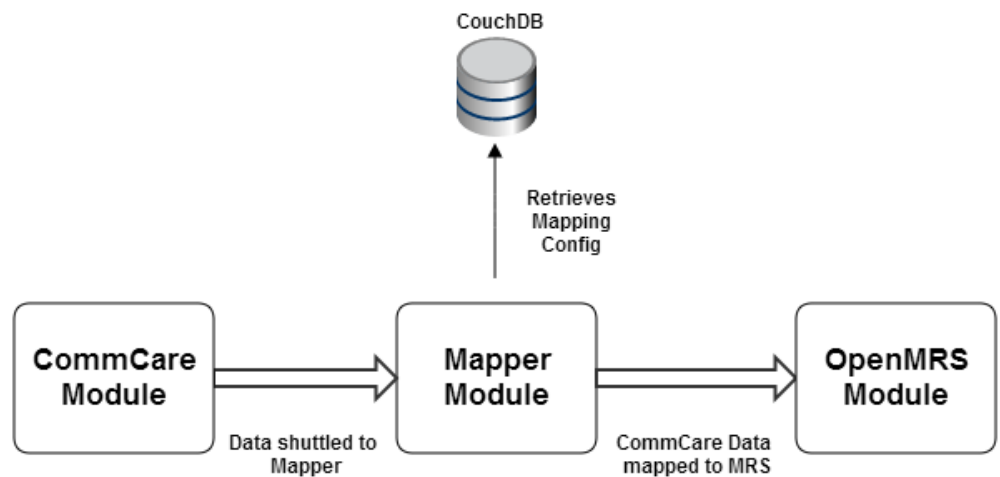 CouchDB
Retrieves
Mapping
Config
CommCare
Module
Mapper
Module
OpenMRS
Module
Data shuttled to
Mapper
CommCare Data
mapped to MRS